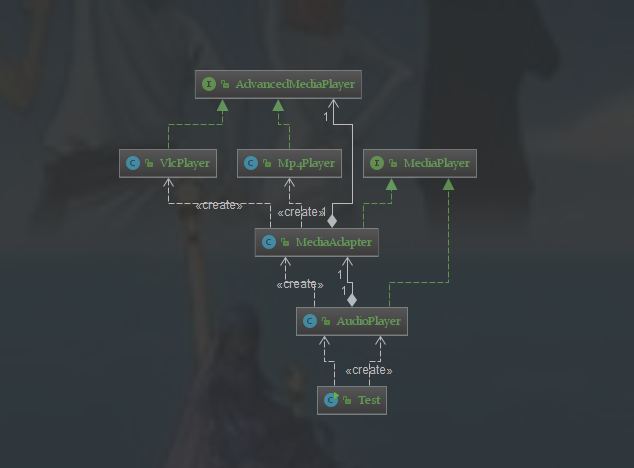 I AdvancedMediaPlayer
1
C VlcPlayer
C Mp4Player
I MediaPlayer
«create»
«create»
1
C MediaAdapter
1
«create»
1
C AudioPlayer
«create»
C Test